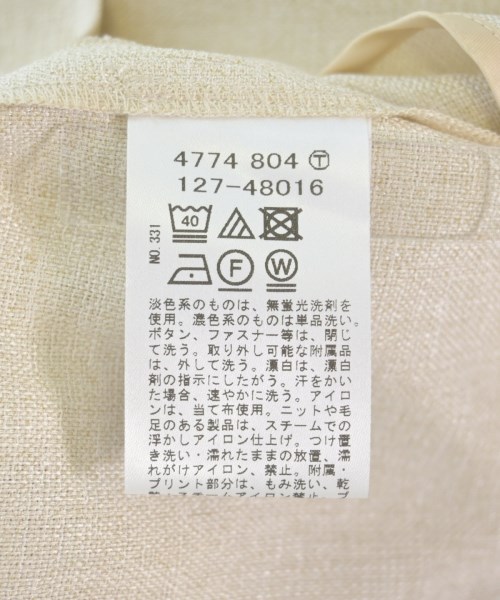 4774 804 Ⓣ
127-48016
NO.331
40
F W
淡色系のものは、無蛍光洗剤を
使用。濃色系のものは単品洗い。
ボタン、ファスナー等は、閉じ
て洗う。取り外し可能な附属品
は、外して洗う。漂白は、漂白
剤の指示にしたがう。汗をかい
た場合、速やかに洗う。アイロ
ンは、当て布使用。ニットや毛
足のある製品は、スチームでの
浮かしアイロン仕上げ。つけ置
き洗い・濡れたままの放置、濡
れがけアイロン、禁止。附属・
プリント部分は、もみ洗い、乾